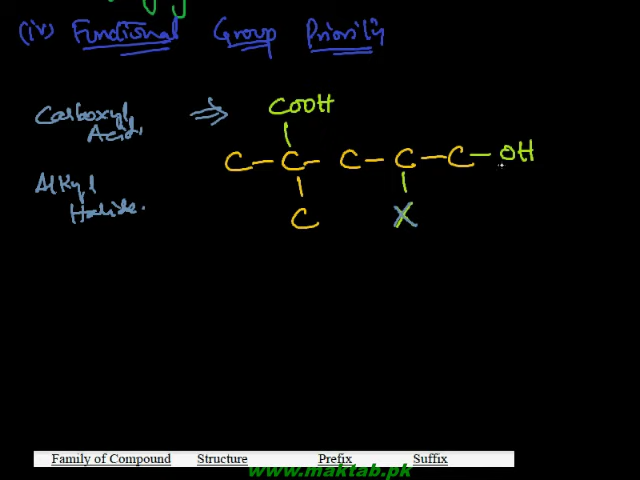 (iv) Functional Group Priority
Carboxyl Acid, ⇒ COOH
C — C — C — C — C — OH
Alkyl Halide. C X
Family of Compound Structure Prefix Suffix
www.maktab.pk